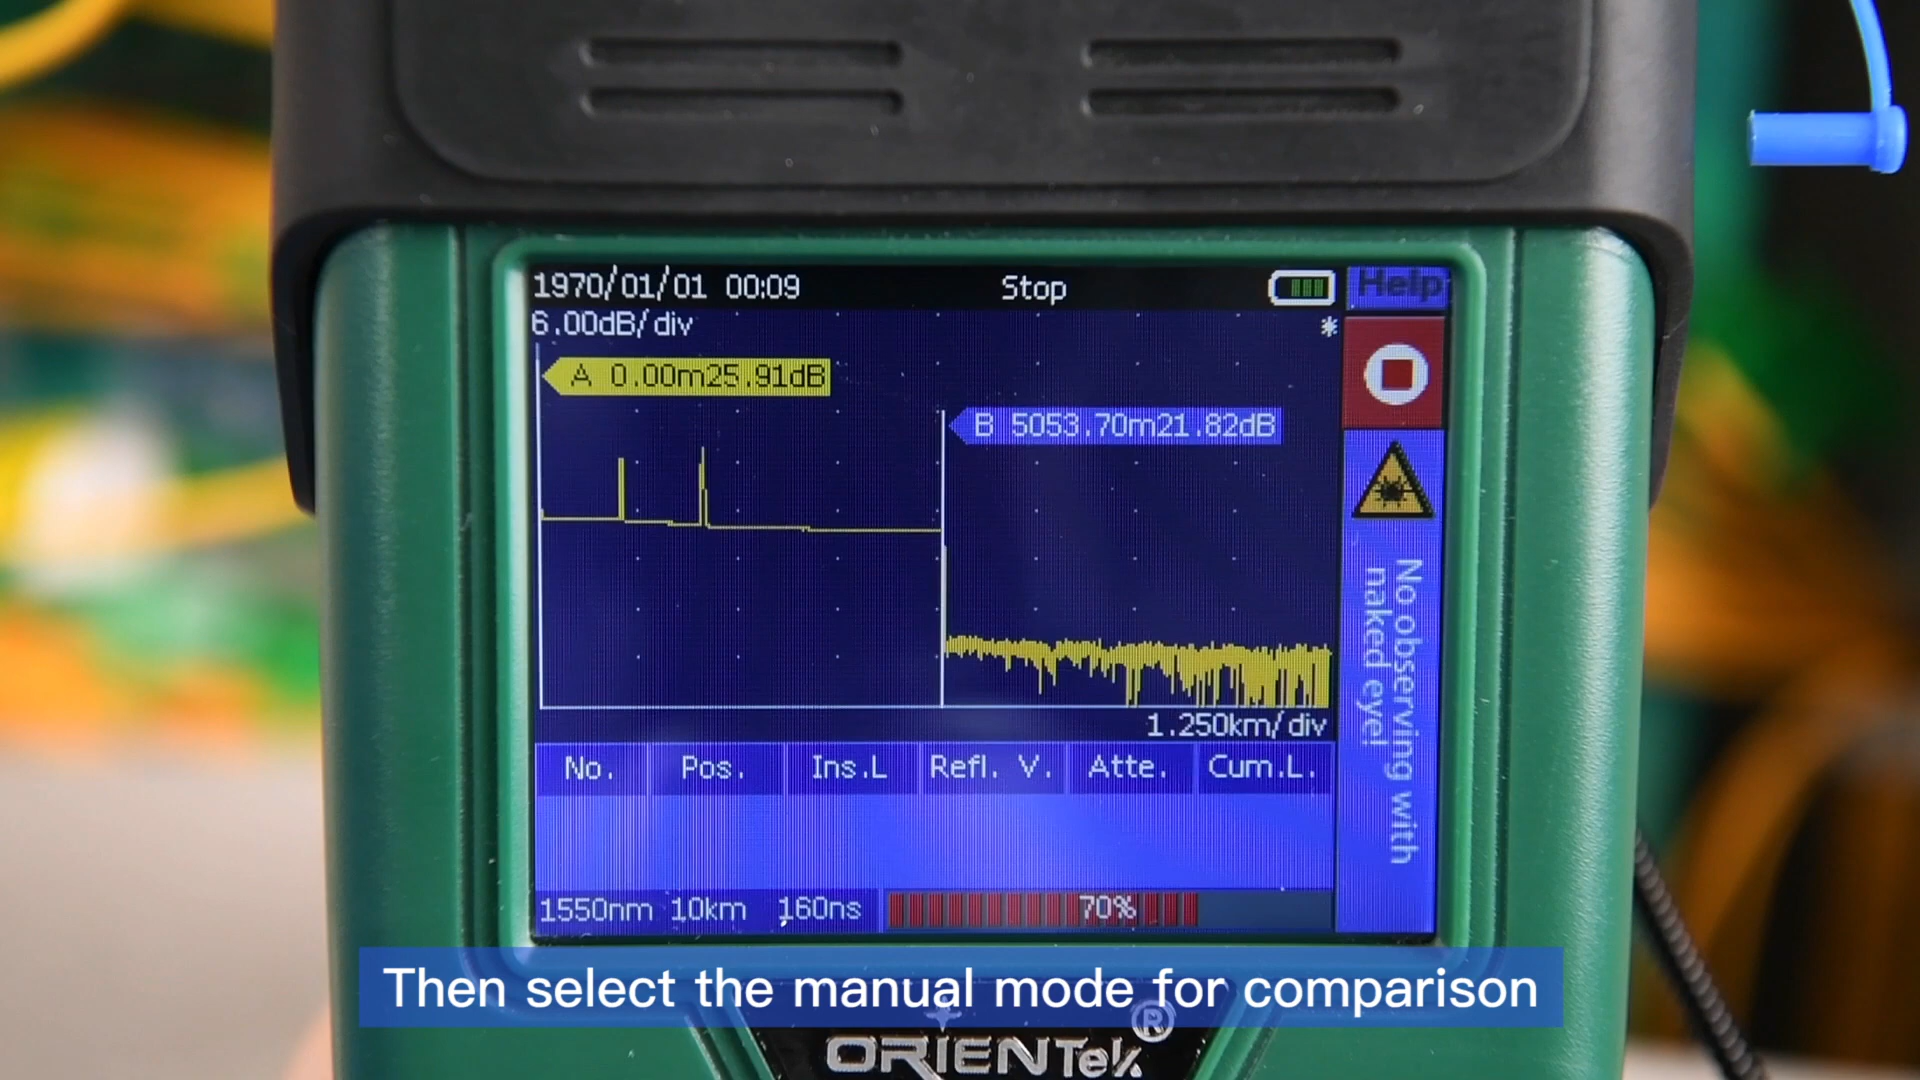 1970/01/01 00:09 Stop Help
6.00dB/div *
A 0.00m25.91dB
B 5053.70m21.82dB
No observing with
naked eye!
1.250km/div
No. Pos. Ins.L Refl. V. Atte. Cum.L.
1550nm 10km 160ns 70%
Then select the manual mode for comparison
ORIENTek®